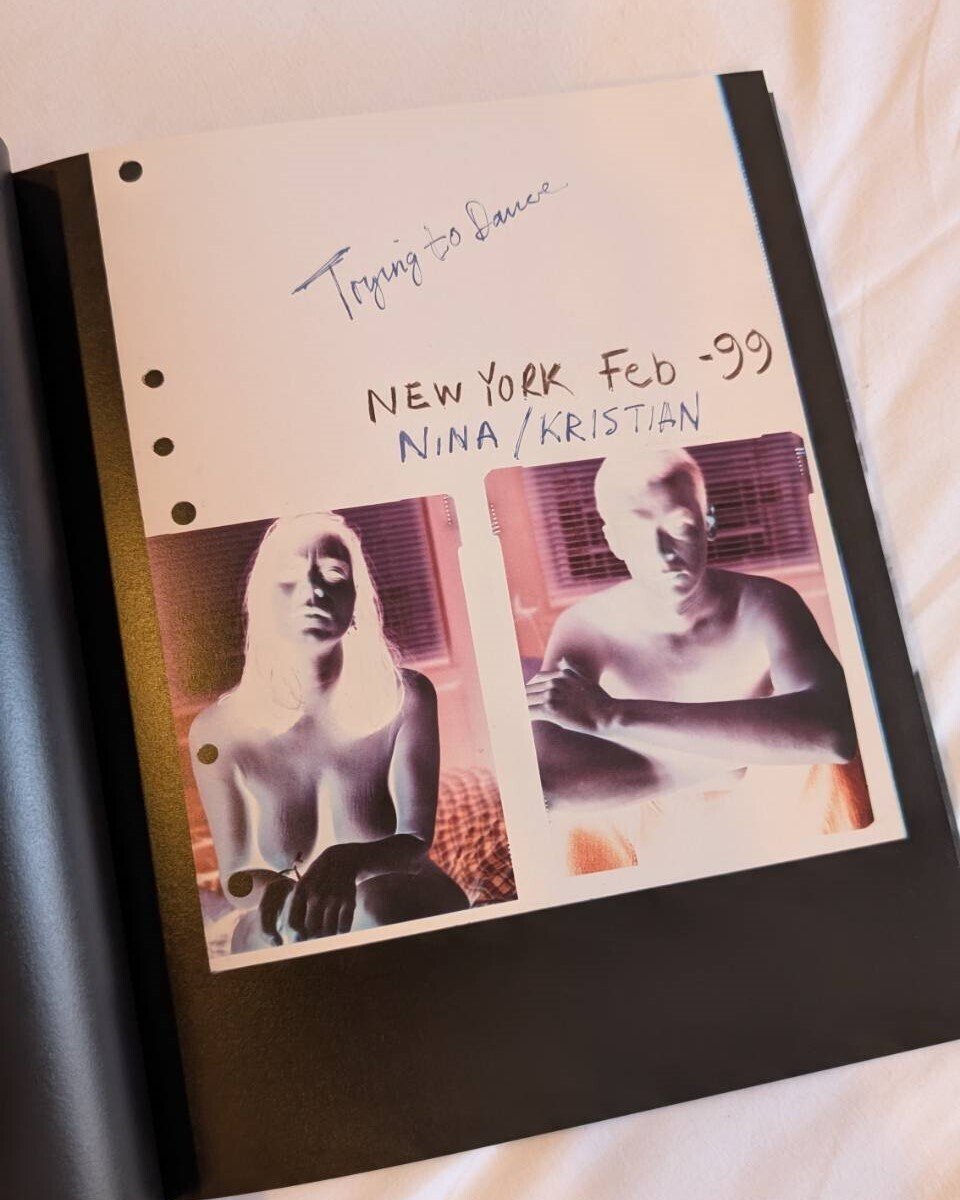 Trying to Dance
NEW YORK Feb -99
NINA / KRISTIAN